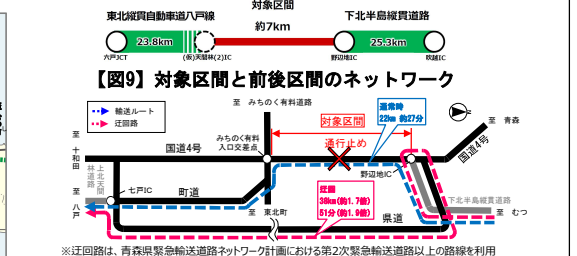 対象区間
東北縦貫自動車道八戸線
約7km
下北半島縦貫道路
23.8km
25.3km
六戸JCT
(仮)天間林(2)IC
野辺地IC
吹越IC
【図9】対象区間と前後区間のネットワーク
至 みちのく有料道路
輸送ルート
迂回路
通常時
22km 約27分
対象区間
至 青森
みちのく有料
入口交差点
通行止め
国道4号
国道4号
至 十和田
野辺地IC
上北天間
林道路
七戸IC
町道
迂回
38km(約1.7倍)
51分(約1.9倍)
下北半島縦貫道路
至 八戸
至 東北町
県道
至 むつ
※迂回路は、青森県緊急輸送道路ネットワーク計画における第2次緊急輸送道路以上の路線を利用